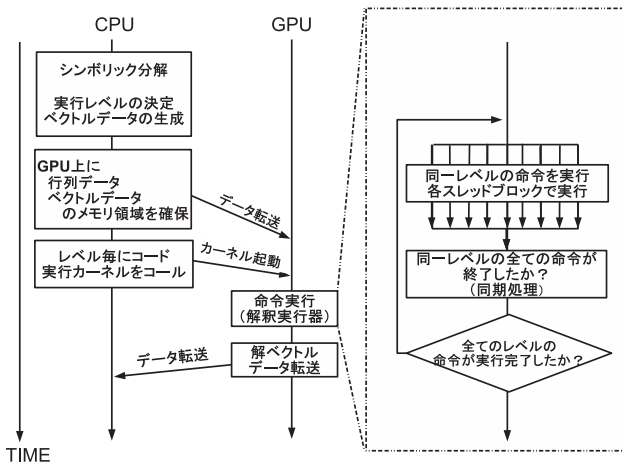 CPU
GPU
シンボリック分解
実行レベルの決定
ベクトルデータの生成
GPU上に
行列データ
ベクトルデータ
のメモリ領域を確保
データ転送
レベル毎にコード
実行カーネルをコール
カーネル起動
命令実行
(解釈実行器)
解ベクトル
データ転送
データ転送
TIME
同一レベルの命令を実行
各スレッドブロックで実行
同一レベルの全ての命令が
終了したか?
(同期処理)
全てのレベルの
命令が実行完了したか?